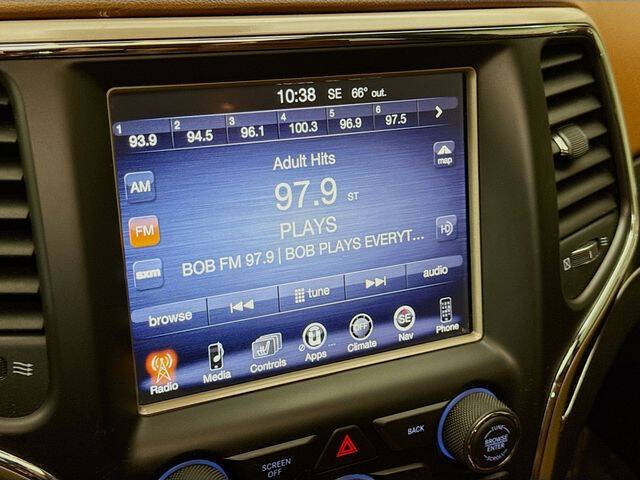 10:38 SE 66° out.
1 93.9 2 94.5 3 96.1 4 100.3 5 96.9 6 97.5
Adult Hits
map
AM
97.9 ST
FM
PLAYS
HD
sxm
BOB FM 97.9 | BOB PLAYS EVERYT...
browse tune audio
Radio Media Controls Apps Climate Nav Phone
OFF SE
SCREEN OFF
BACK
TUNE
BROWSE
ENTER
SCROLL